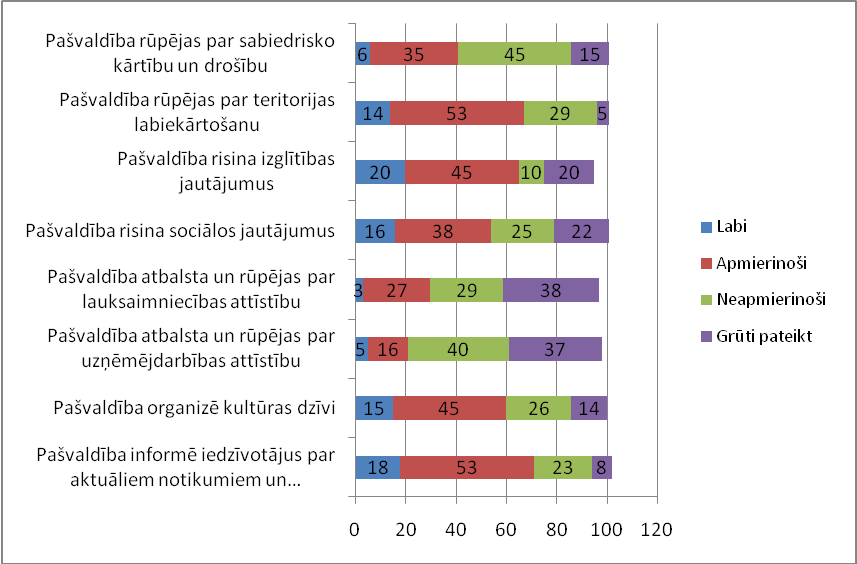 Pašvaldība rūpējas par sabiedrisko
kārtību un drošību
6 35 45 15
Pašvaldība rūpējas par teritorijas
labiekārtošanu
14 53 29 5
Pašvaldība risina izglītības
jautājumus
20 45 10 20
Pašvaldība risina sociālos jautājumus
16 38 25 22
Pašvaldība atbalsta un rūpējas par
lauksaimniecības attīstību
3 27 29 38
Pašvaldība atbalsta un rūpējas par
uzņēmējdarbības attīstību
5 16 40 37
Pašvaldība organizē kultūras dzīvi
15 45 26 14
Pašvaldība informē iedzīvotājus par
aktuāliem notikumiem un...
18 53 23 8
0 20 40 60 80 100 120
Labi
Apmierinoši
Neapmierinoši
Grūti pateikt